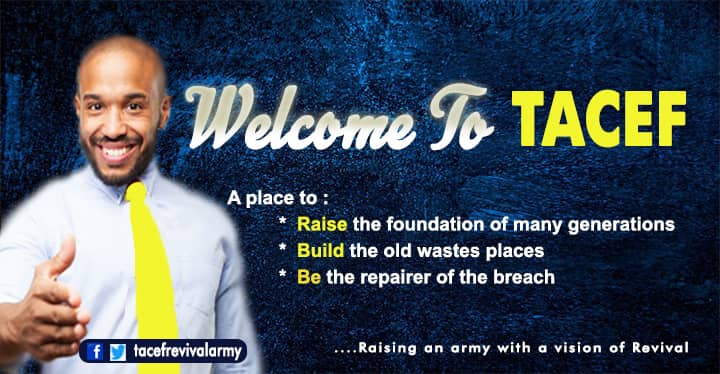 Welcome To TACEF
A place to :
* Raise the foundation of many generations
* Build the old wastes places
* Be the repairer of the breach
tacefrevivalarmy
....Raising an army with a vision of Revival